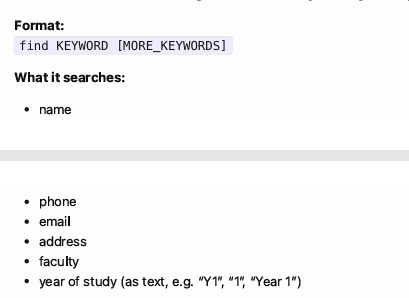 Format:
find KEYWORD [MORE_KEYWORDS]
What it searches:
• name
• phone
• email
• address
• faculty
• year of study (as text, e.g. “Y1”, “1”, “Year 1”)